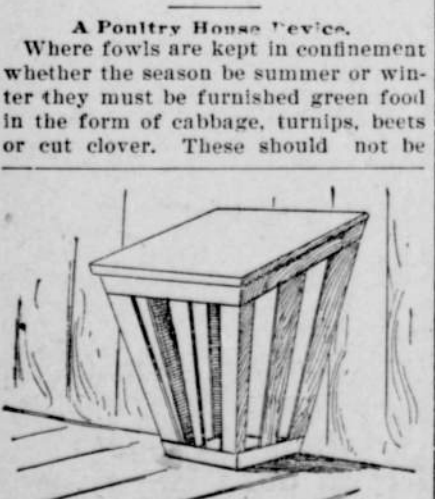 A Poultry House Device.
Where fowls are kept in confinement
whether the season be summer or win-
ter they must be furnished green food
in the form of cabbage, turnips, beets
or cut clover. These should not be